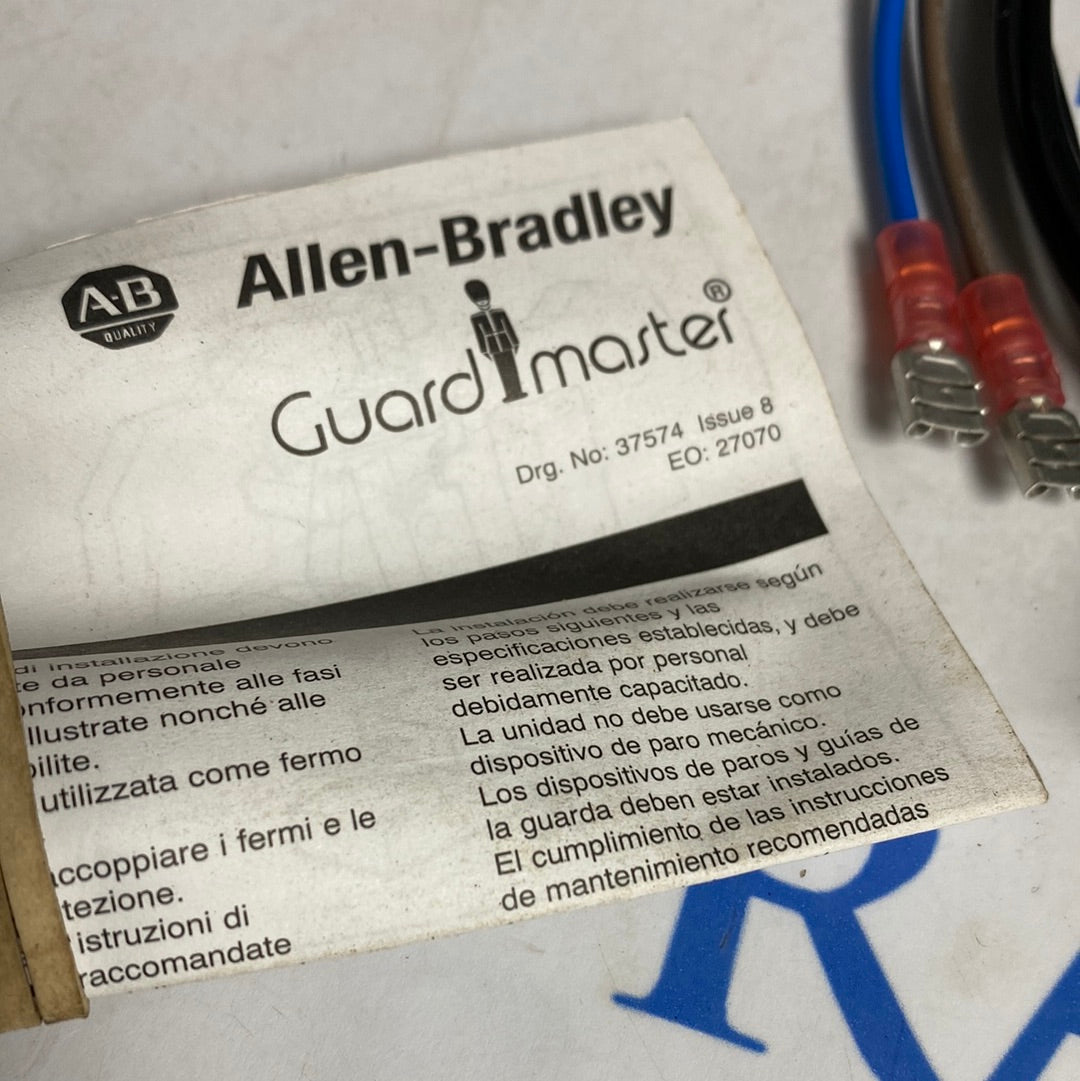 A·B
QUALITY
Allen-Bradley
Guardmaster®
Drg. No: 37574 Issue 8
EO: 27070
di installazione devono
te da personale
onformemente alle fasi
llustrate nonché alle
bilite.
utilizzata come fermo
ccoppiare i fermi e le
tezione.
istruzioni di
raccomandate
La instalación debe realizarse según
los pasos siguientes y las
especificaciones establecidas, y debe
ser realizada por personal
debidamente capacitado.
La unidad no debe usarse como
dispositivo de paro mecánico.
Los dispositivos de paros y guías de
la guarda deben estar instalados.
El cumplimiento de las instrucciones
de mantenimiento recomendadas
RA